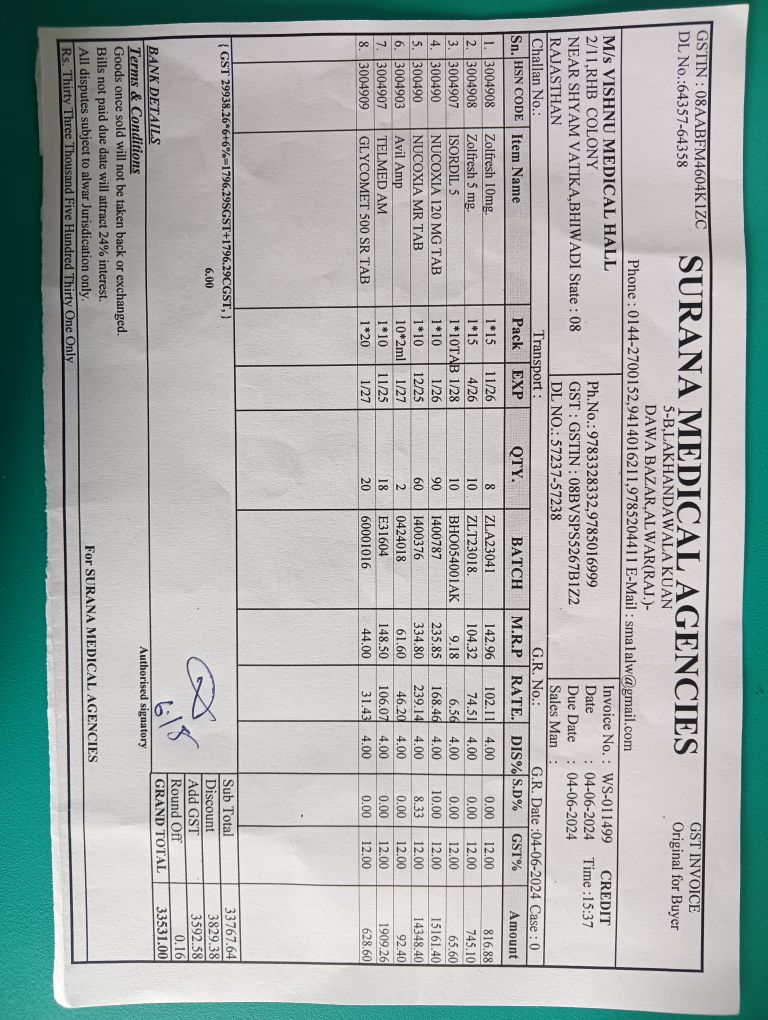 GSTIN : 08AABFM4604K1ZC
DL No.:64357-64358
GST INVOICE
Original for Buyer
SURANA MEDICAL AGENCIES
5-B,LAKHANDAWALA KUAN
DAWA BAZAR,ALWAR(RAJ.)-
Phone : 0144-2700152,9414016211,9785204411 E-Mail : sma1alw@gmail.com
M/s VISHNU MEDICAL HALL
2/11,RHB COLONY
NEAR SHYAM VATIKA,BHIWADI State : 08
RAJASTHAN
Ph.No.: 9783328332,9785016999
GST : GSTIN : 08BVSPS5267B1Z2
DL NO.: 57237-57238
Invoice No. : WS-011499 CREDIT
Date : 04-06-2024 Time :15:37
Due Date : 04-06-2024
Sales Man :
Challan No.: Transport : G.R. No.: G.R. Date :04-06-2024 Case : 0
Sn. HSN CODE Item Name Pack EXP QTY. BATCH M.R.P RATE. DIS% S.D% GST% Amount
1. 3004908 Zolfresh 10mg. 1*15 11/26 8 ZLA23041 142.96 102.11 4.00 0.00 12.00 816.88
2. 3004908 Zolfresh 5 mg. 1*15 4/26 10 ZLT23018. 104.32 74.51 4.00 0.00 12.00 745.10
3. 3004907 ISORDIL 5 1*10TAB 1/28 10 BHO054001AK 9.18 6.56 4.00 0.00 12.00 65.60
4. 300490 NUCOXIA 120 MG TAB 1*10 1/26 90 I400787 235.85 168.46 4.00 10.00 12.00 15161.40
5. 300490 NUCOXIA MR TAB 1*10 12/25 60 I400376 334.80 239.14 4.00 8.33 12.00 14348.40
6. 3004903 Avil Amp 10*2ml 1/27 2 0424018 61.60 46.20 4.00 0.00 12.00 92.40
7. 3004907 TELMED AM 1*10 11/25 18 E31604 148.50 106.07 4.00 0.00 12.00 1909.26
8. 3004909 GLYCOMET 500 SR TAB 1*20 1/27 20 60001016 44.00 31.43 4.00 0.00 12.00 628.60
{ GST 29938.26*6+6%=1796.29SGST+1796.29CGST, }
6.00
Sub Total 33767.64
Discount 3829.38
Add GST 3592.58
Round Off 0.16
GRAND TOTAL 33531.00
6/8
BANK DETAILS
Authorised signatory
Terms & Conditions
Goods once sold will not be taken back or exchanged.
Bills not paid due date will attract 24% interest.
All disputes subject to alwar Jurisdication only.
For SURANA MEDICAL AGENCIES
Rs. Thirty Three Thousand Five Hundred Thirty One Only